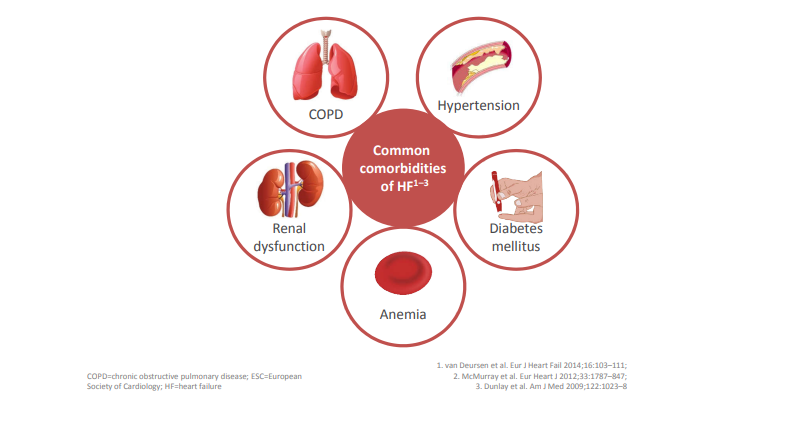 COPD
Hypertension
Common
comorbidities
of HF1–3
Renal
dysfunction
Diabetes
mellitus
Anemia
COPD=chronic obstructive pulmonary disease; ESC=European
Society of Cardiology; HF=heart failure
1. van Deursen et al. Eur J Heart Fail 2014;16:103–111;
2. McMurray et al. Eur Heart J 2012;33:1787–847;
3. Dunlay et al. Am J Med 2009;122:1023–8